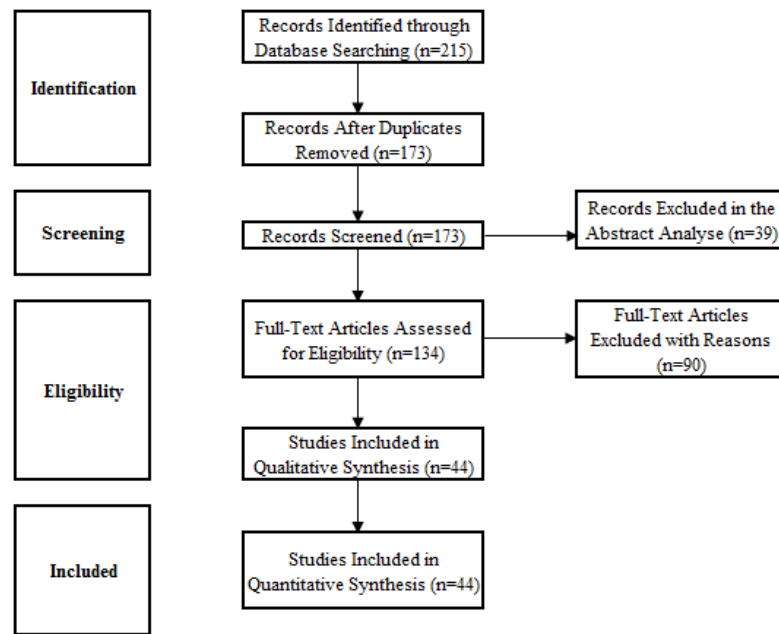 Records Identified through
Database Searching (n=215)
Identification
Records After Duplicates
Removed (n=173)
Screening
Records Screened (n=173)
Records Excluded in the
Abstract Analyse (n=39)
Full-Text Articles Assessed
for Eligibility (n=134)
Full-Text Articles
Excluded with Reasons
(n=90)
Eligibility
Studies Included in
Qualitative Synthesis (n=44)
Included
Studies Included in
Quantitative Synthesis (n=44)